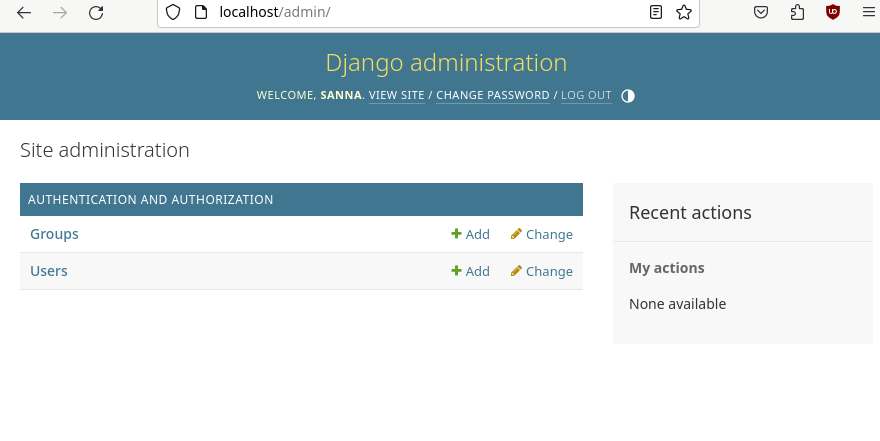 localhost/admin/
Django administration
WELCOME, SANNA. VIEW SITE / CHANGE PASSWORD / LOG OUT
Site administration
AUTHENTICATION AND AUTHORIZATION
Groups Add Change
Users Add Change
Recent actions
My actions
None available